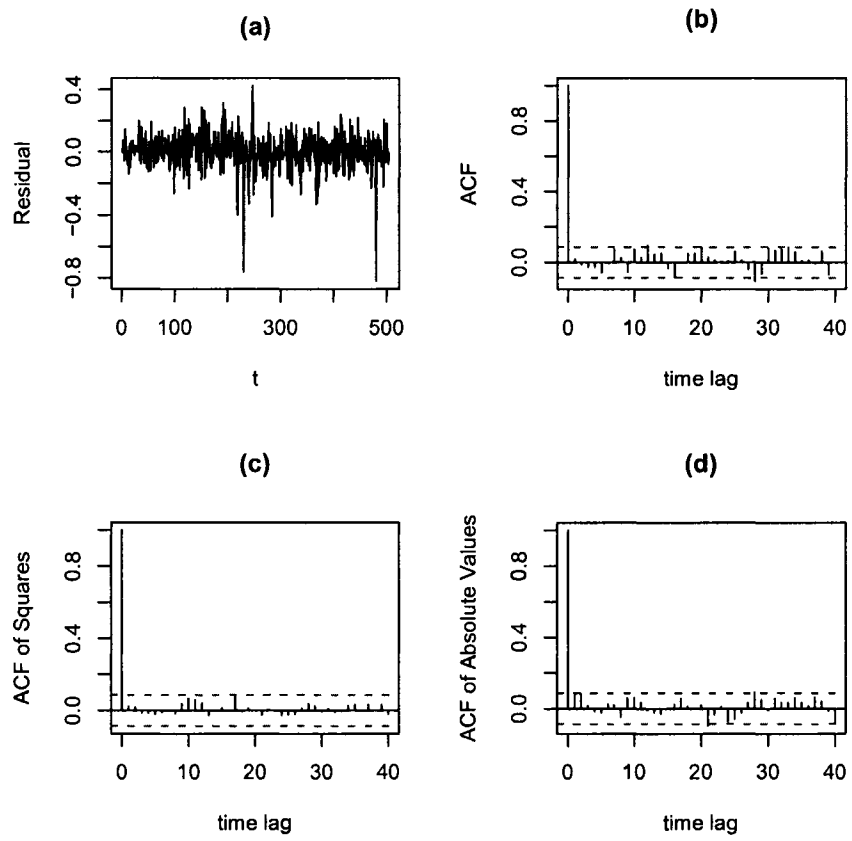 (a)
Residual
0.4
0.0
−0.4
−0.8
0 100 300 500
t
(b)
ACF
0.8
0.4
0.0
0 10 20 30 40
time lag
(c)
ACF of Squares
0.8
0.4
0.0
0 10 20 30 40
time lag
(d)
ACF of Absolute Values
0.8
0.4
0.0
0 10 20 30 40
time lag